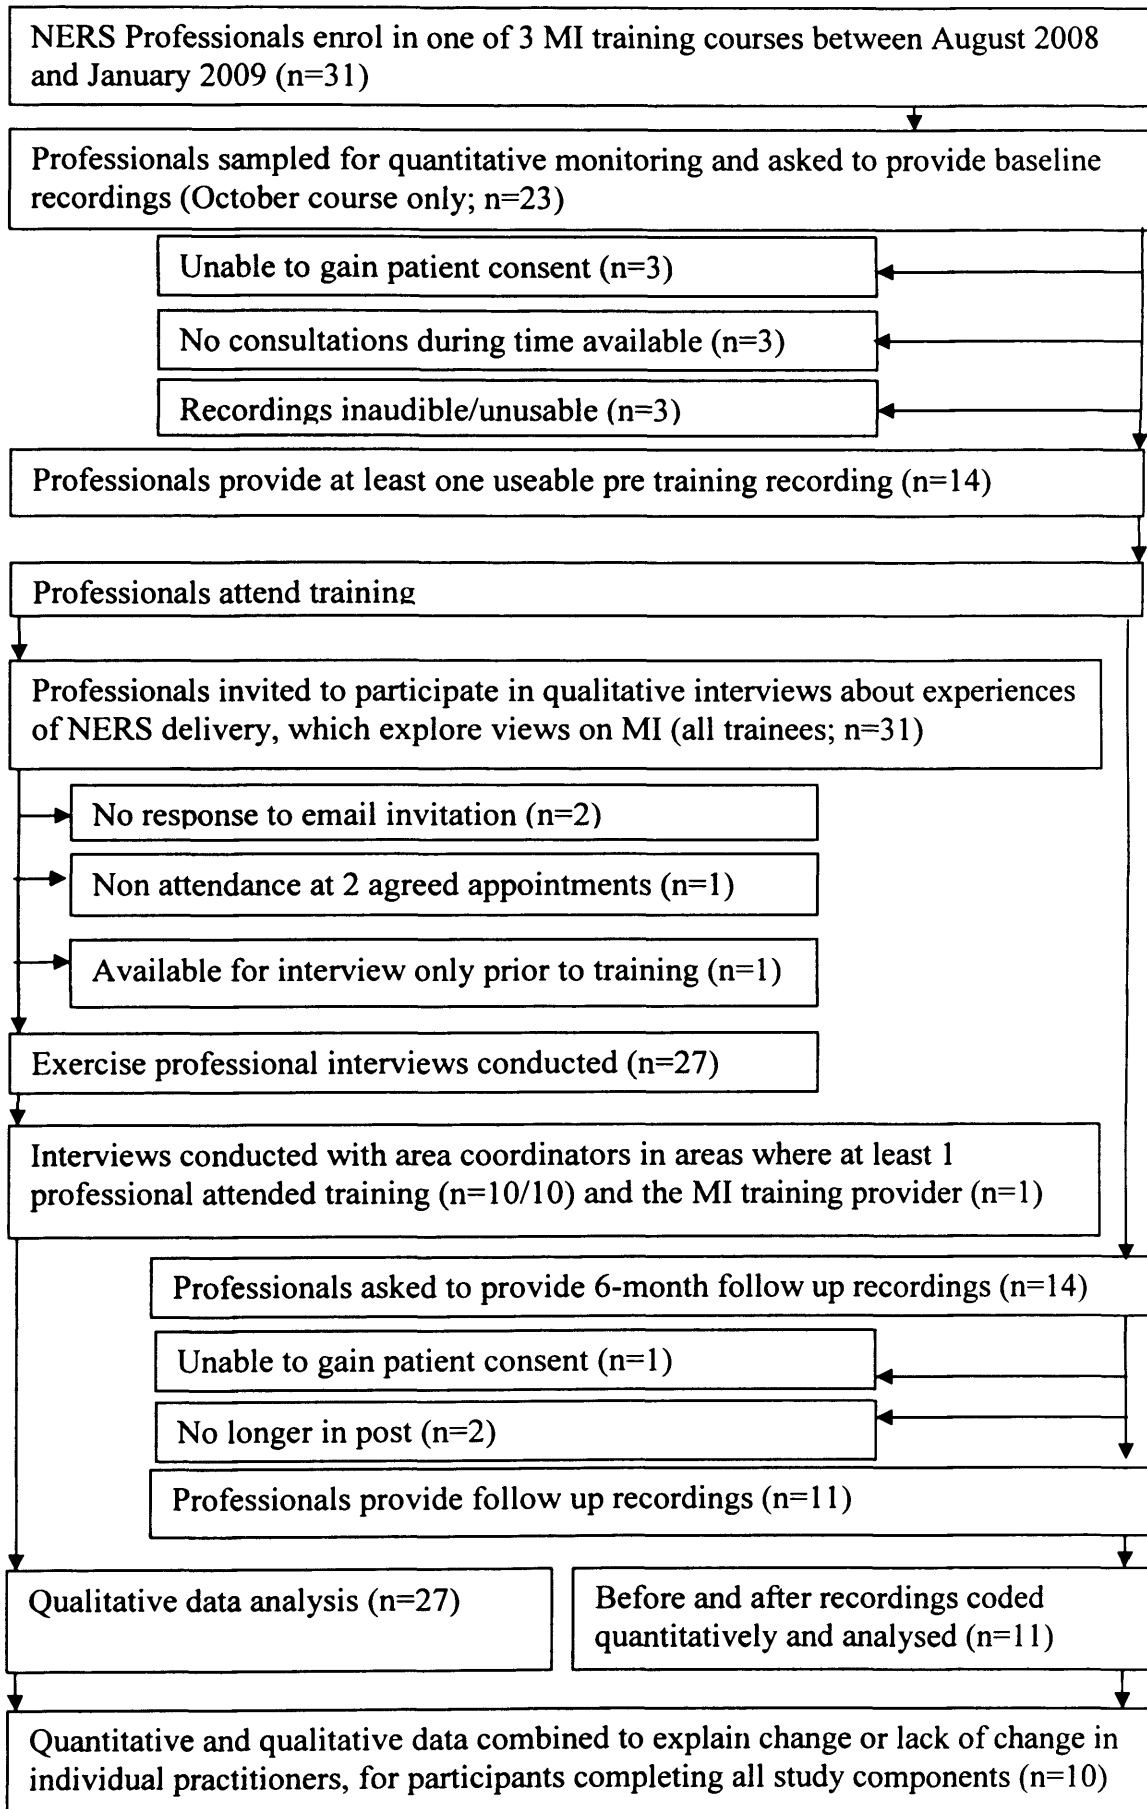 NERS Professionals enrol in one of 3 MI training courses between August 2008
and January 2009 (n=31)
Professionals sampled for quantitative monitoring and asked to provide baseline
recordings (October course only; n=23)
Unable to gain patient consent (n=3)
No consultations during time available (n=3)
Recordings inaudible/unusable (n=3)
Professionals provide at least one useable pre training recording (n=14)
Professionals attend training
Professionals invited to participate in qualitative interviews about experiences
of NERS delivery, which explore views on MI (all trainees; n=31)
No response to email invitation (n=2)
Non attendance at 2 agreed appointments (n=1)
Available for interview only prior to training (n=1)
Exercise professional interviews conducted (n=27)
Interviews conducted with area coordinators in areas where at least 1
professional attended training (n=10/10) and the MI training provider (n=1)
Professionals asked to provide 6-month follow up recordings (n=14)
Unable to gain patient consent (n=1)
No longer in post (n=2)
Professionals provide follow up recordings (n=11)
Qualitative data analysis (n=27)
Before and after recordings coded
quantitatively and analysed (n=11)
Quantitative and qualitative data combined to explain change or lack of change in
individual practitioners, for participants completing all study components (n=10)